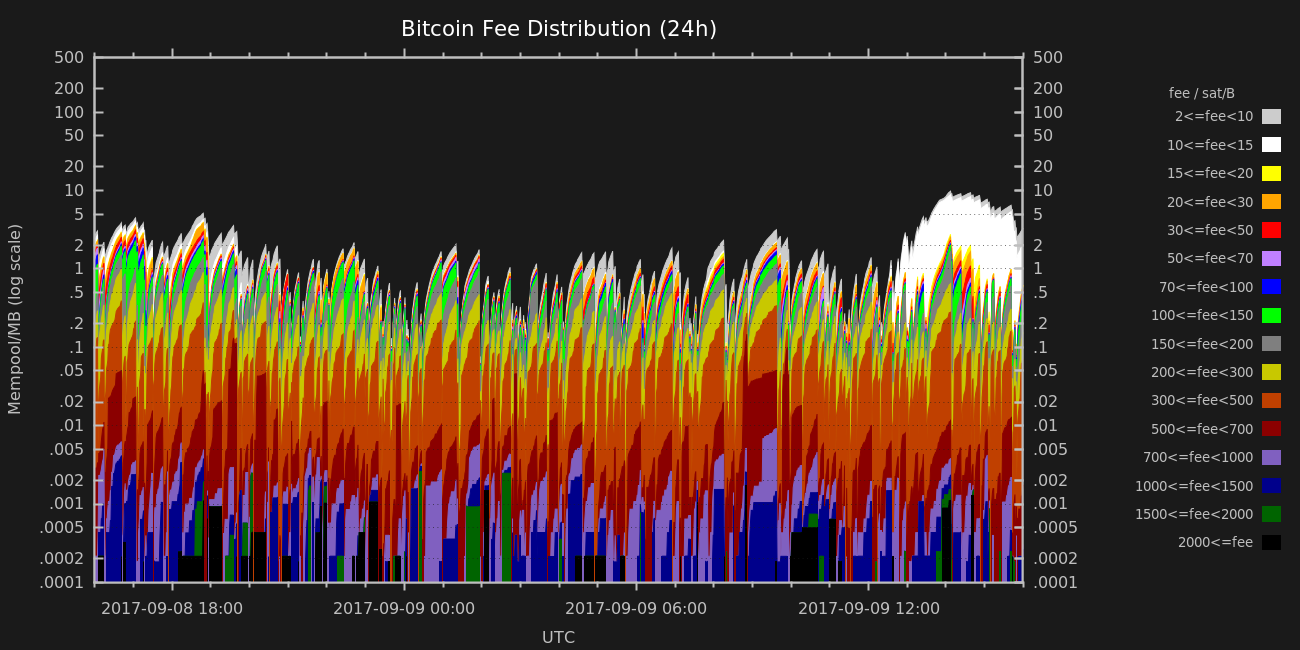 Bitcoin Fee Distribution (24h)
Mempool/MB (log scale)
500
200
100
50
20
10
5
2
1
.5
.2
.1
.05
.02
.01
.005
.002
.001
.0005
.0002
.0001
500
200
100
50
20
10
5
2
1
.5
.2
.1
.05
.02
.01
.005
.002
.001
.0005
.0002
.0001
fee / sat/B
2<=fee<10
10<=fee<15
15<=fee<20
20<=fee<30
30<=fee<50
50<=fee<70
70<=fee<100
100<=fee<150
150<=fee<200
200<=fee<300
300<=fee<500
500<=fee<700
700<=fee<1000
1000<=fee<1500
1500<=fee<2000
2000<=fee
2017-09-08 18:00
2017-09-09 00:00
2017-09-09 06:00
2017-09-09 12:00
UTC